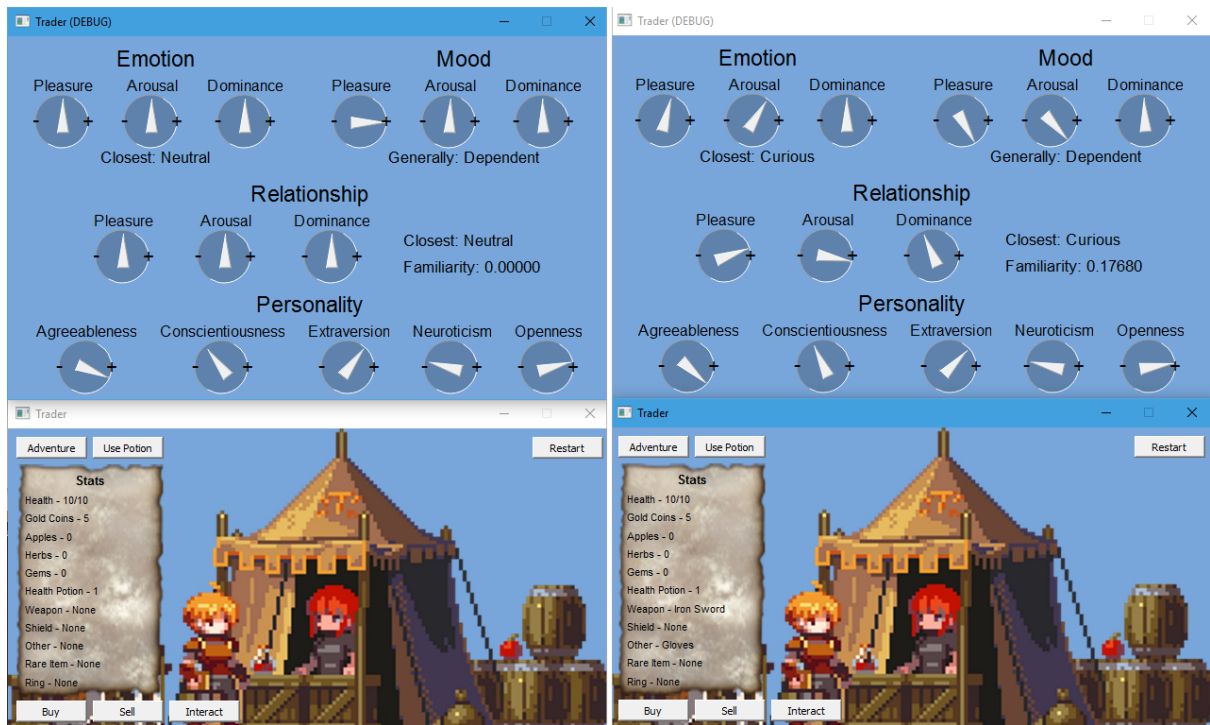 Trader (DEBUG)
Emotion Mood
Pleasure Arousal Dominance Pleasure Arousal Dominance
- + - + - + - + - + - +
Closest: Neutral Generally: Dependent
Relationship
Pleasure Arousal Dominance
- + - + - +
Closest: Neutral
Familiarity: 0.00000
Personality
Agreeableness Conscientiousness Extraversion Neuroticism Openness
- + - + - + - + - +
Trader
Adventure Use Potion Restart
Stats
Health - 10/10
Gold Coins - 5
Apples - 0
Herbs - 0
Gems - 0
Health Potion - 1
Weapon - None
Shield - None
Other - None
Rare Item - None
Ring - None
Buy Sell Interact
Trader (DEBUG)
Emotion Mood
Pleasure Arousal Dominance Pleasure Arousal Dominance
- + - + - + - + - + - +
Closest: Curious Generally: Dependent
Relationship
Pleasure Arousal Dominance
- + - + - +
Closest: Curious
Familiarity: 0.17680
Personality
Agreeableness Conscientiousness Extraversion Neuroticism Openness
- + - + - + - + - +
Trader
Adventure Use Potion Restart
Stats
Health - 10/10
Gold Coins - 5
Apples - 0
Herbs - 0
Gems - 0
Health Potion - 1
Weapon - Iron Sword
Shield - None
Other - Gloves
Rare Item - None
Ring - None
Buy Sell Interact